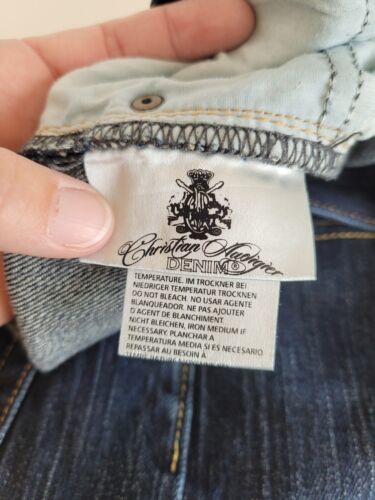 Christian Audigier
DENIM
TEMPERATURE. IM TROCKNER BEI
NIEDRIGER TEMPERATUR TROCKNEN
DO NOT BLEACH. NO USAR AGENTE
BLANQUEADOR. NE PAS AJOUTER
D AGENT DE BLANCHIMENT.
NICHT BLEICHEN, IRON MEDIUM IF
NECESSARY. PLANCHAR A
TEMPERATURA MEDIA SI ES NECESARIO
REPASSAR AU BESOIN À